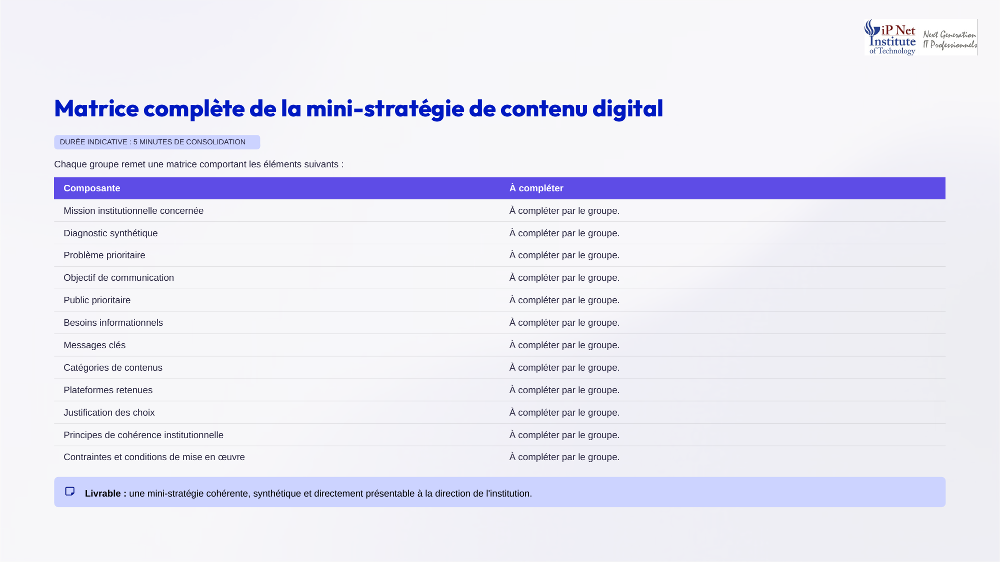 iP Net
Institute
of Technology
Next Generation
IT Professionnels
Matrice complète de la mini-stratégie de contenu digital
DURÉE INDICATIVE : 5 MINUTES DE CONSOLIDATION
Chaque groupe remet une matrice comportant les éléments suivants :
Composante À compléter
Mission institutionnelle concernée À compléter par le groupe.
Diagnostic synthétique À compléter par le groupe.
Problème prioritaire À compléter par le groupe.
Objectif de communication À compléter par le groupe.
Public prioritaire À compléter par le groupe.
Besoins informationnels À compléter par le groupe.
Messages clés À compléter par le groupe.
Catégories de contenus À compléter par le groupe.
Plateformes retenues À compléter par le groupe.
Justification des choix À compléter par le groupe.
Principes de cohérence institutionnelle À compléter par le groupe.
Contraintes et conditions de mise en œuvre À compléter par le groupe.
Livrable : une mini-stratégie cohérente, synthétique et directement présentable à la direction de l'institution.